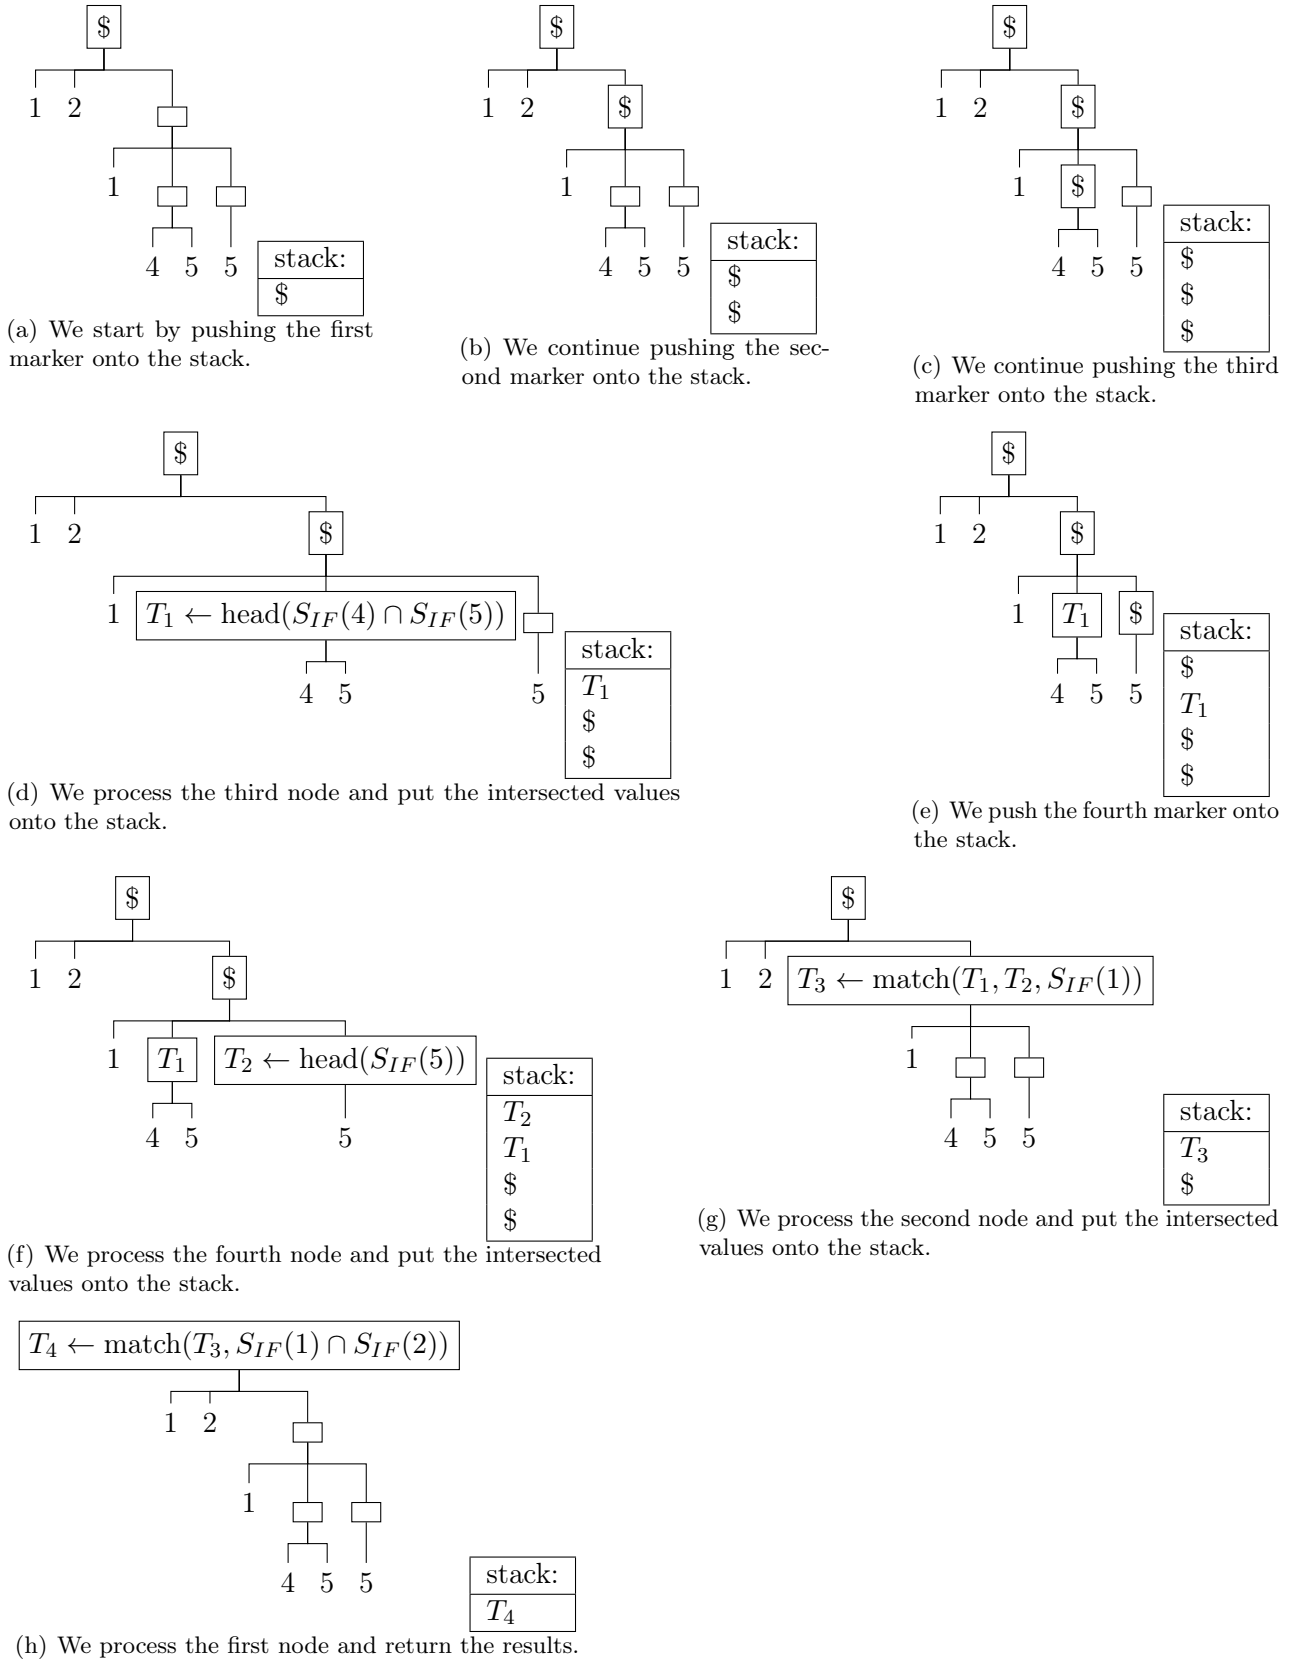 $
1 2
1
4 5 5
stack:
$
(a) We start by pushing the first
marker onto the stack.
$
1 2 $
1
4 5 5
stack:
$
$
(b) We continue pushing the sec-
ond marker onto the stack.
$
1 2 $
1 $
4 5 5
stack:
$
$
$
(c) We continue pushing the third
marker onto the stack.
$
1 2 $
1 T₁ ← head(S_IF(4) ∩ S_IF(5))
4 5 5
stack:
T₁
$
$
(d) We process the third node and put the intersected values
onto the stack.
$
1 2 $
1 T₁ $
4 5 5
stack:
$
T₁
$
$
(e) We push the fourth marker onto
the stack.
$
1 2 $
1 T₁ T₂ ← head(S_IF(5))
4 5 5
stack:
T₂
T₁
$
$
(f) We process the fourth node and put the intersected
values onto the stack.
$
1 2 T₃ ← match(T₁, T₂, S_IF(1))
1
4 5 5
stack:
T₃
$
(g) We process the second node and put the intersected
values onto the stack.
T₄ ← match(T₃, S_IF(1) ∩ S_IF(2))
1 2
1
4 5 5
stack:
T₄
(h) We process the first node and return the results.